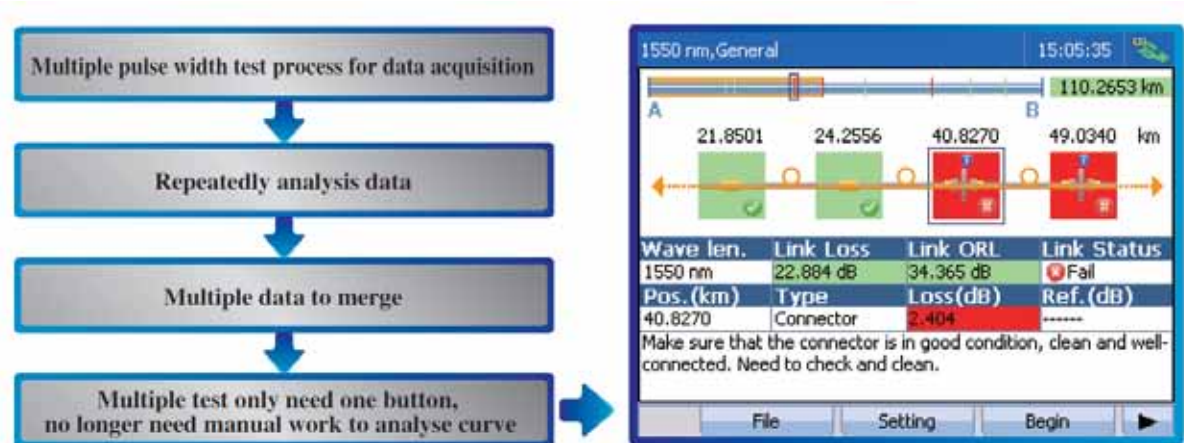 Multiple pulse width test process for data acquisition
Repeatedly analysis data
Multiple data to merge
Multiple test only need one button,
no longer need manual work to analyse curve
1550 nm,General 15:05:35
110.2653 km
A B
21.8501 24.2556 40.8270 49.0340 km
Wave len. Link Loss Link ORL Link Status
1550 nm 22.884 dB 34.365 dB Fail
Pos.(km) Type Loss(dB) Ref.(dB)
40.8270 Connector 2.404 ------
Make sure that the connector is in good condition, clean and well-
connected. Need to check and clean.
File Setting Begin